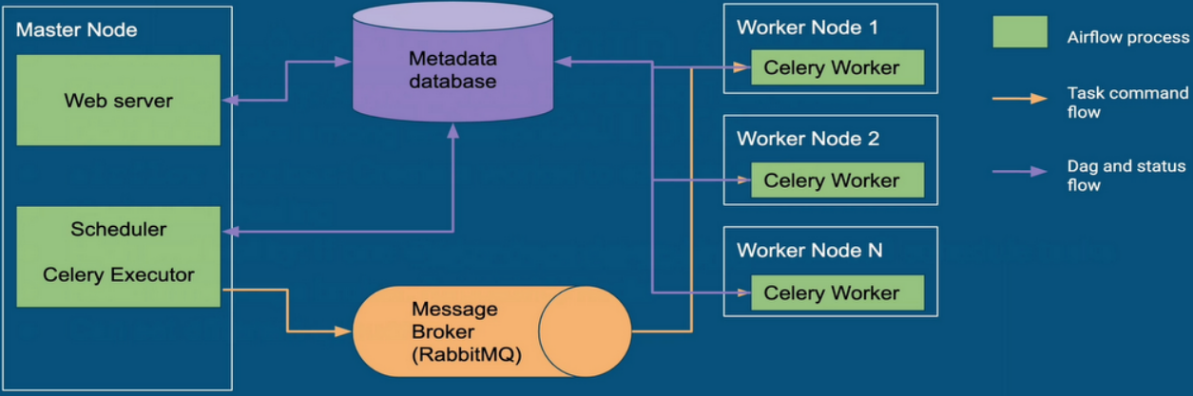 Master Node
Web server
Scheduler
Celery Executor
Metadata
database
Message
Broker
(RabbitMQ)
Worker Node 1
Celery Worker
Worker Node 2
Celery Worker
Worker Node N
Celery Worker
Airflow process
Task command
flow
Dag and status
flow